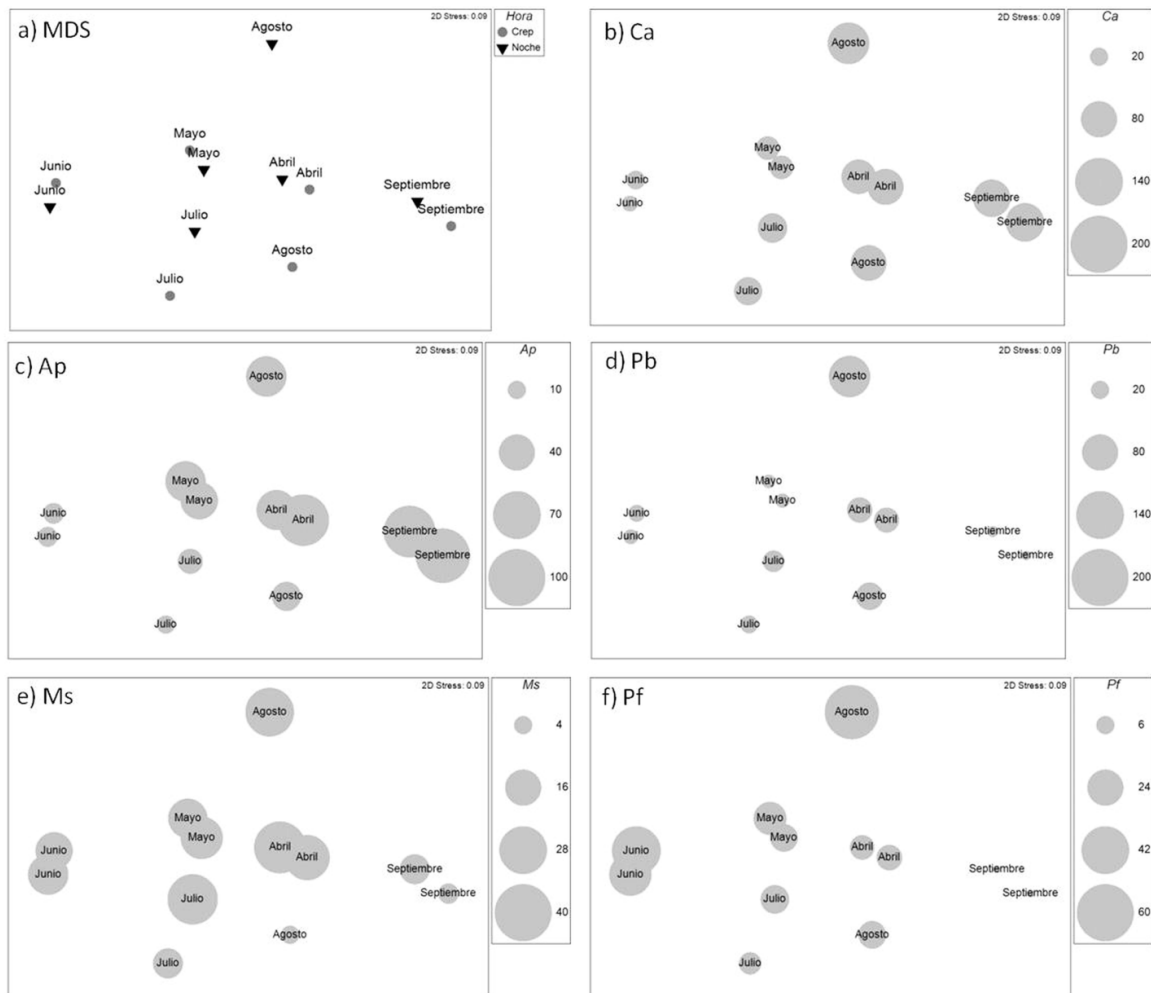 a) MDS
2D Stress: 0.09
Hora
Crep
Noche
Agosto
Mayo
Mayo
Junio
Junio
Abril
Abril
Septiembre
Septiembre
Julio
Agosto
Julio
b) Ca
2D Stress: 0.09
Ca
20
80
140
200
Agosto
Mayo
Mayo
Junio
Junio
Abril
Abril
Septiembre
Septiembre
Julio
Agosto
Julio
c) Ap
2D Stress: 0.09
Ap
10
40
70
100
Agosto
Mayo
Mayo
Junio
Junio
Abril
Abril
Septiembre
Septiembre
Julio
Agosto
Julio
d) Pb
2D Stress: 0.09
Pb
20
80
140
200
Agosto
Mayo
Mayo
Junio
Junio
Abril
Abril
Septiembre
Septiembre
Julio
Agosto
Julio
e) Ms
2D Stress: 0.09
Ms
4
16
28
40
Agosto
Mayo
Mayo
Junio
Junio
Abril
Abril
Septiembre
Septiembre
Julio
Agosto
Julio
f) Pf
2D Stress: 0.09
Pf
6
24
42
60
Agosto
Mayo
Mayo
Junio
Junio
Abril
Abril
Septiembre
Septiembre
Julio
Agosto
Julio